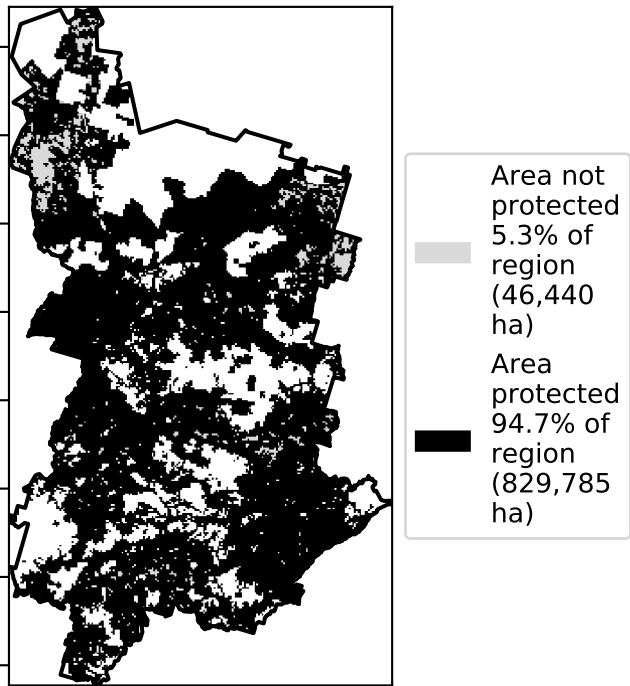 Area not
protected
5.3% of
region
(46,440
ha)
Area
protected
94.7% of
region
(829,785
ha)